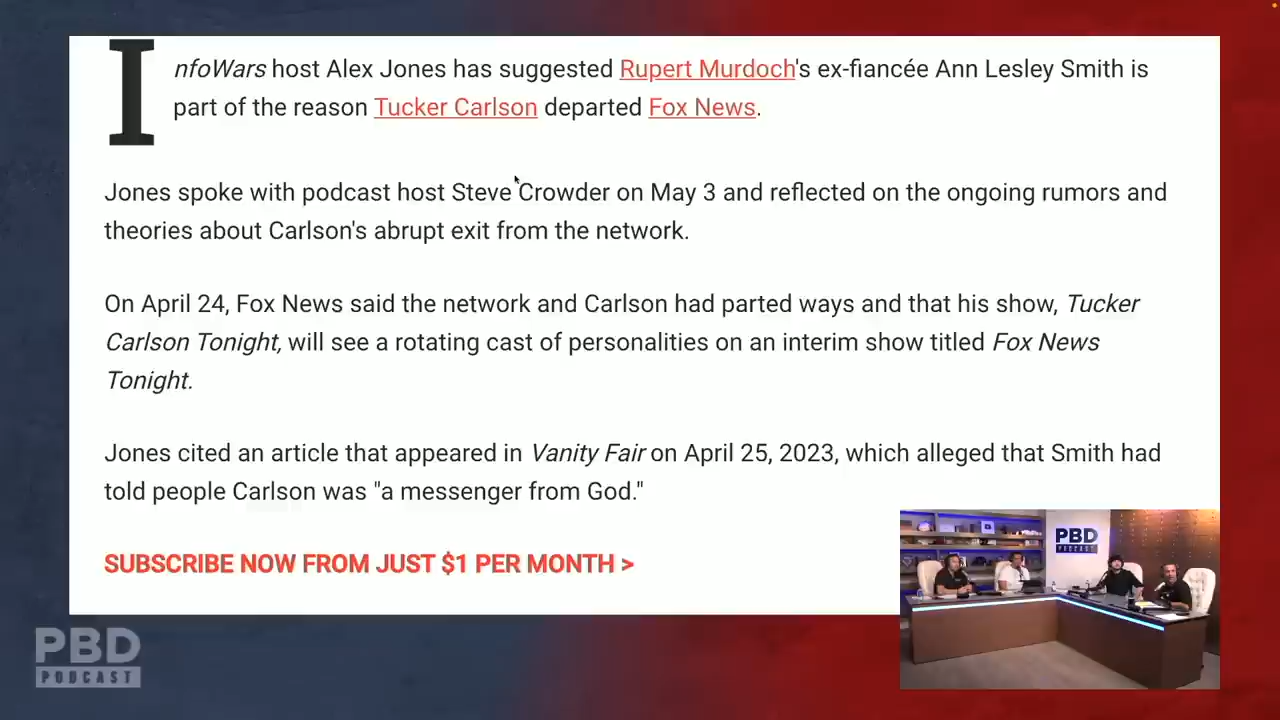 InfoWars host Alex Jones has suggested Rupert Murdoch's ex-fiancée Ann Lesley Smith is
part of the reason Tucker Carlson departed Fox News.
Jones spoke with podcast host Steve Crowder on May 3 and reflected on the ongoing rumors and
theories about Carlson's abrupt exit from the network.
On April 24, Fox News said the network and Carlson had parted ways and that his show, Tucker
Carlson Tonight, will see a rotating cast of personalities on an interim show titled Fox News
Tonight.
Jones cited an article that appeared in Vanity Fair on April 25, 2023, which alleged that Smith had
told people Carlson was "a messenger from God."
SUBSCRIBE NOW FROM JUST $1 PER MONTH >
PBD
PODCAST
PBD
PODCAST